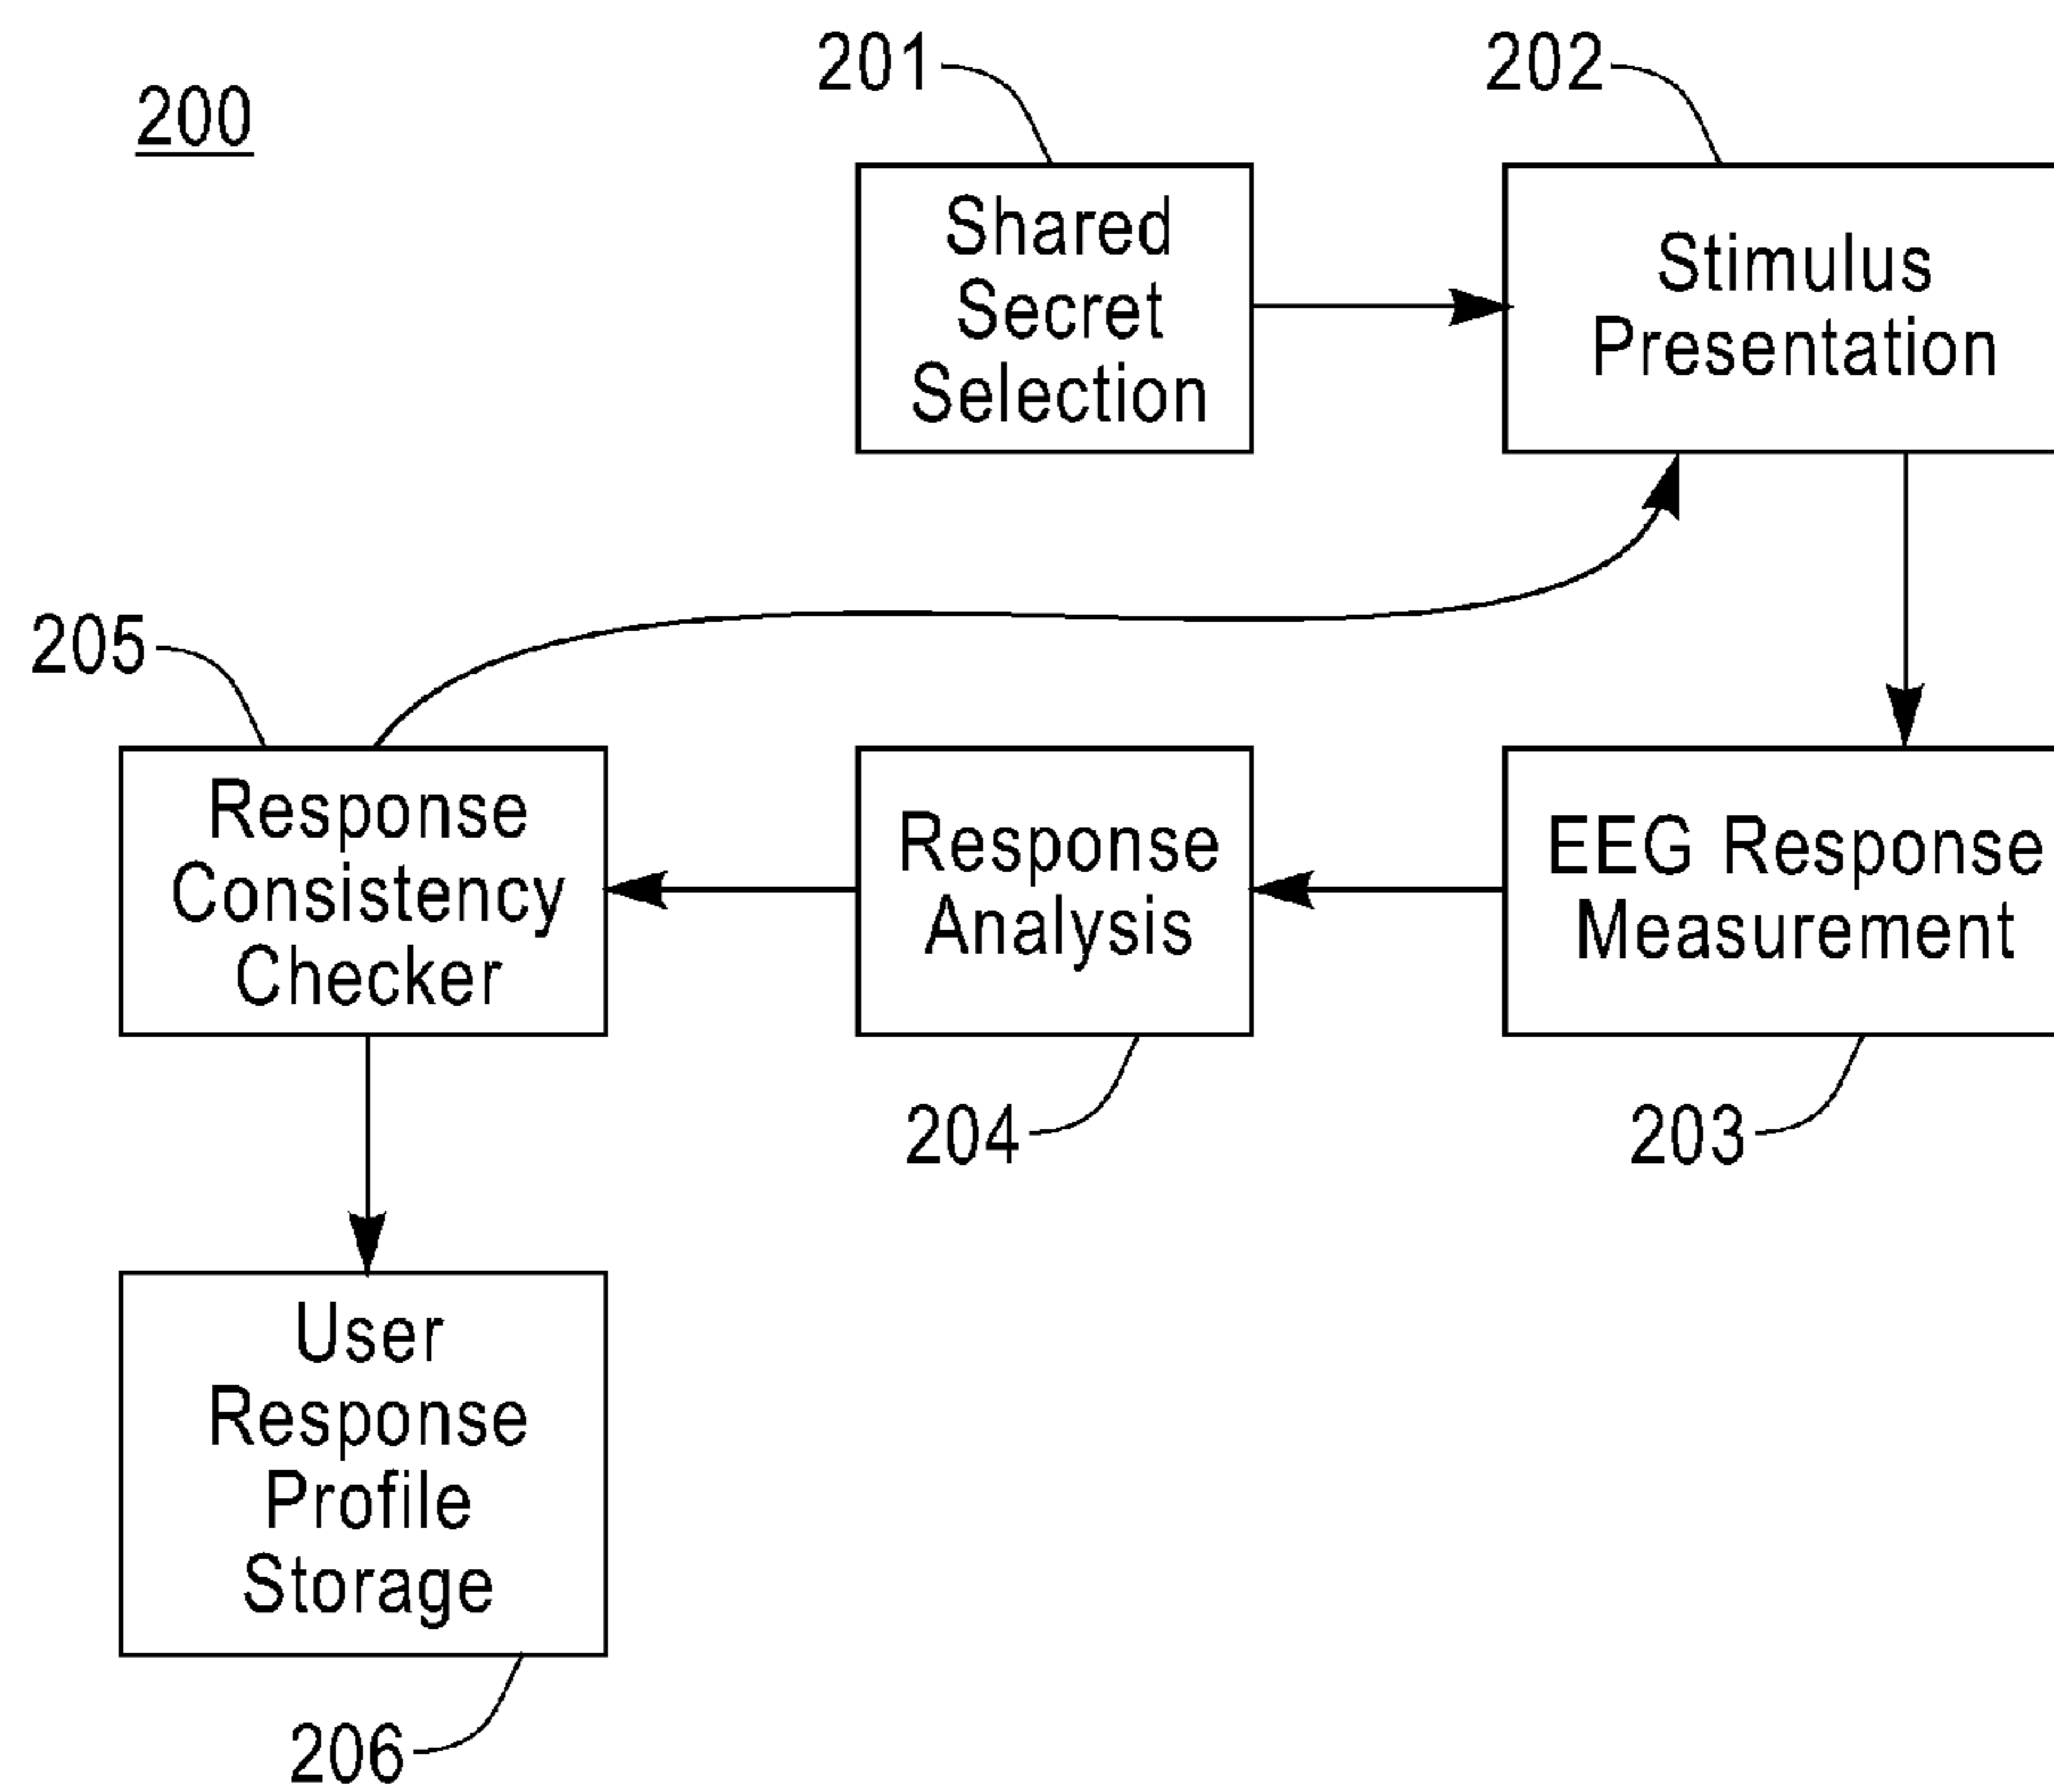 200
201
202
Shared
Secret
Selection
Stimulus
Presentation
205
Response
Consistency
Checker
Response
Analysis
EEG Response
Measurement
204
203
User
Response
Profile
Storage
206